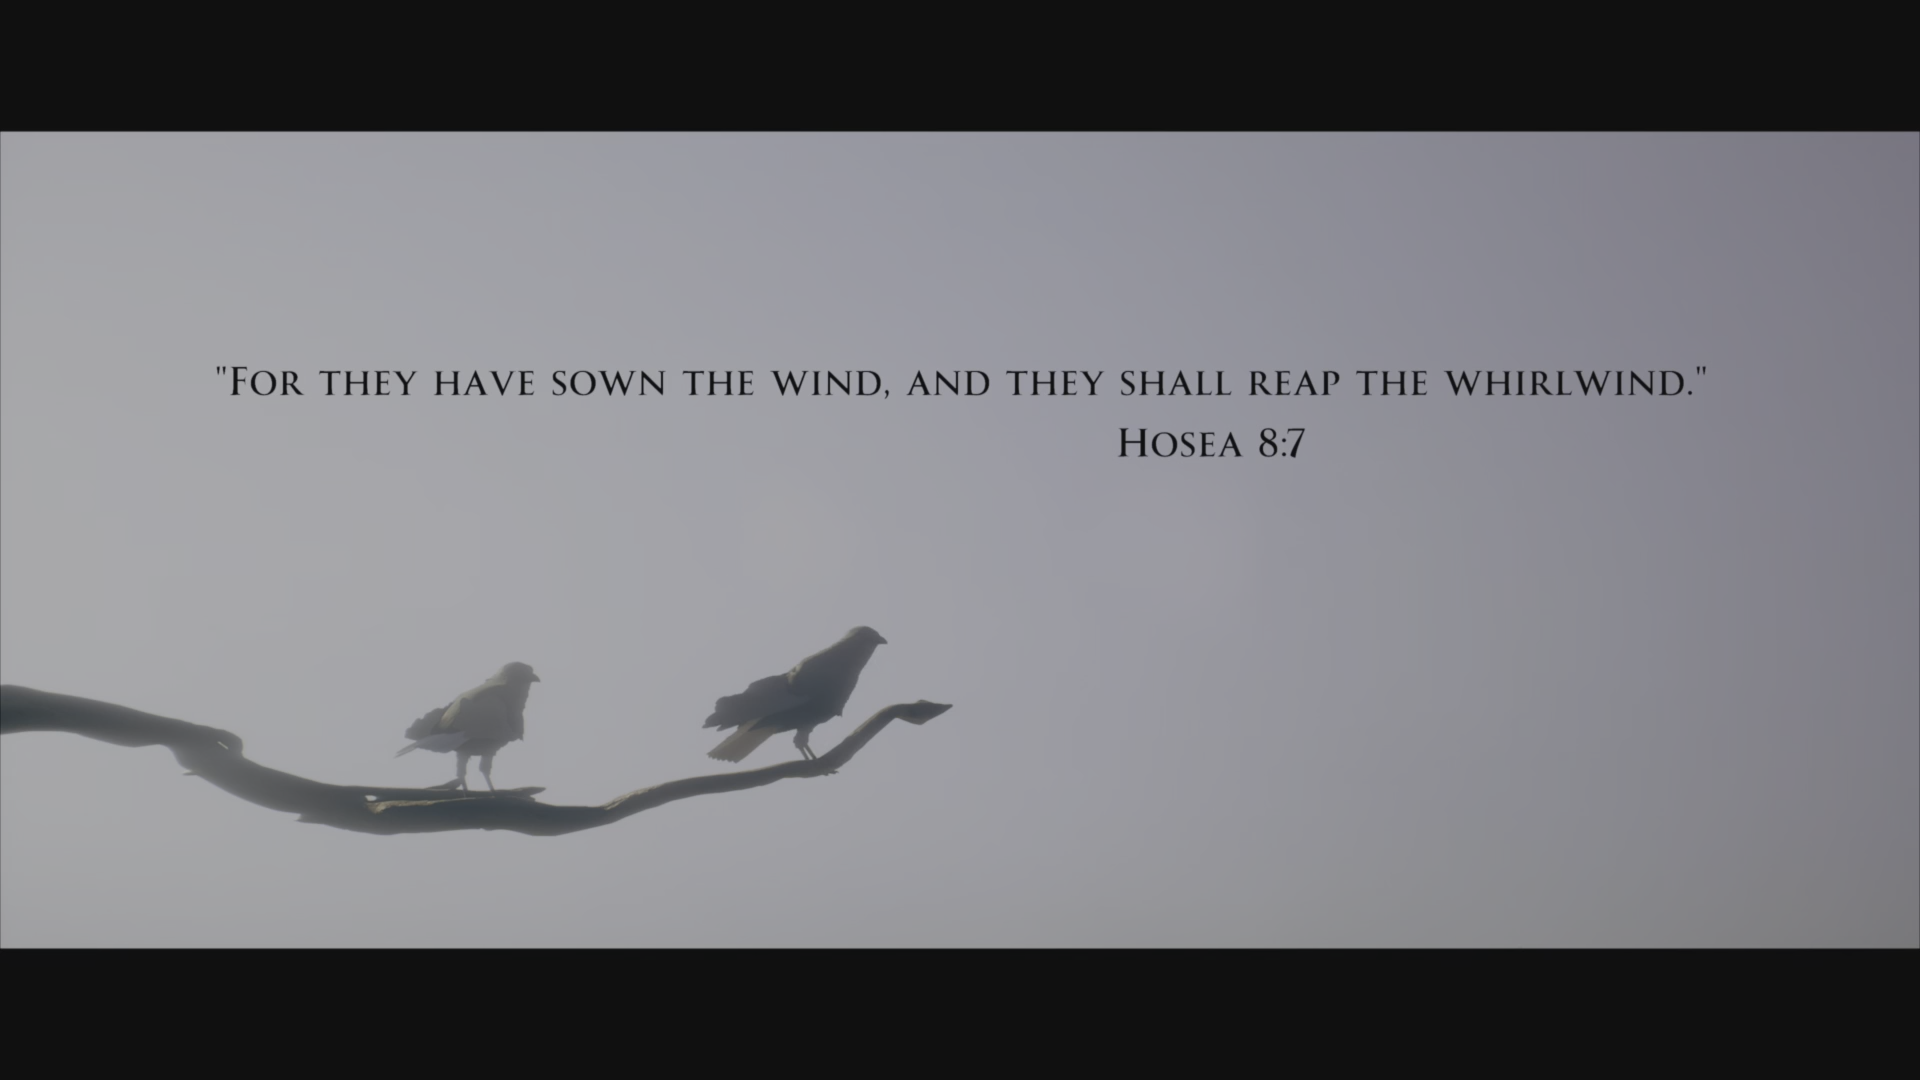 "For they have sown the wind, and they shall reap the whirlwind."
Hosea 8:7